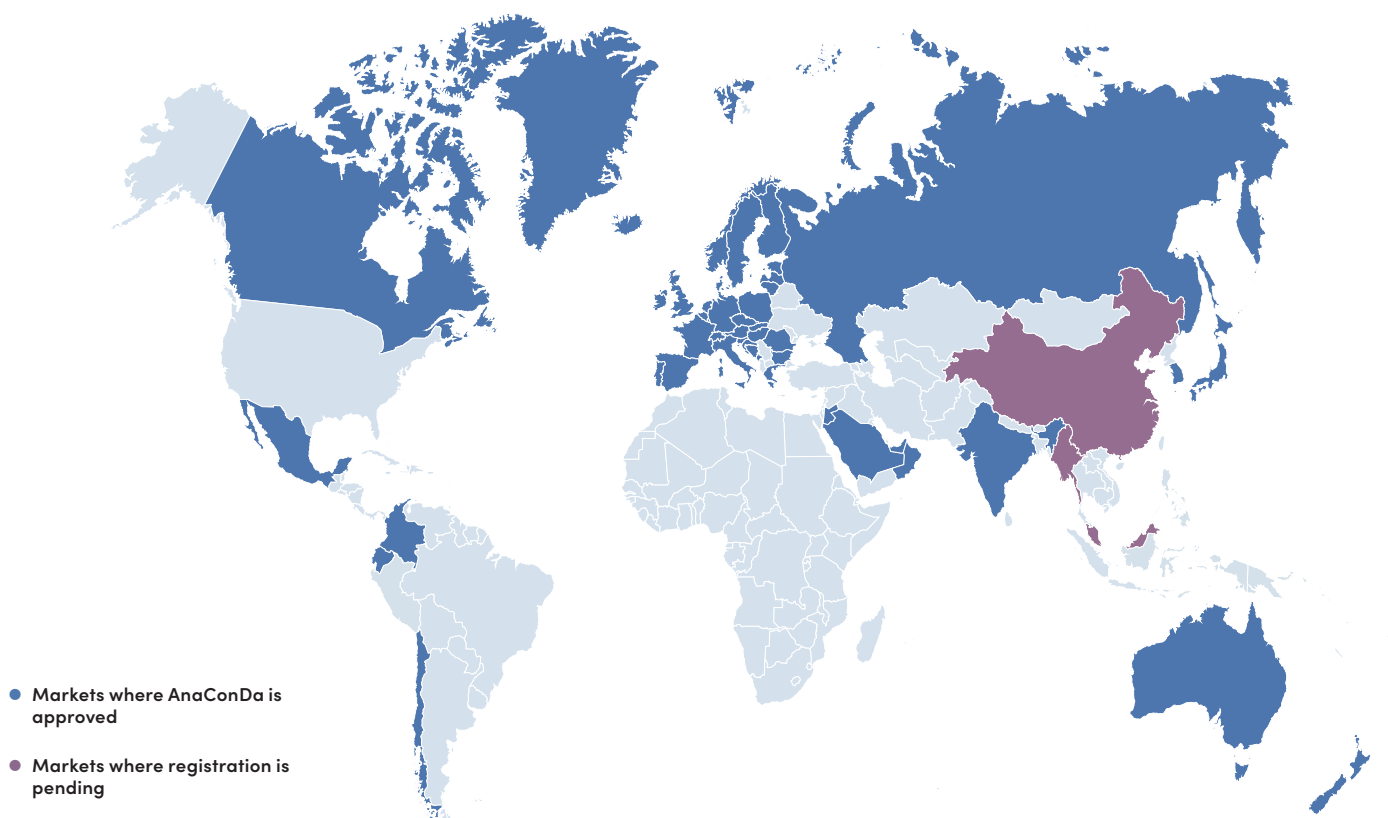 Markets where AnaConDa is
approved
Markets where registration is
pending